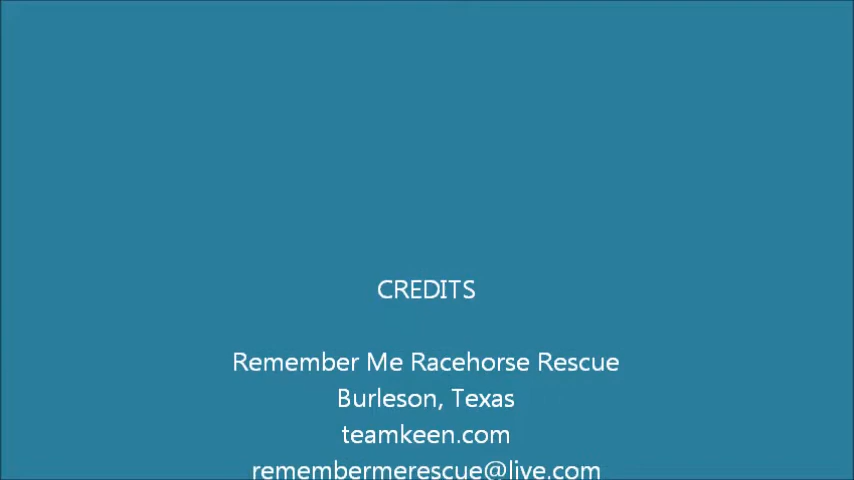 CREDITS
Remember Me Racehorse Rescue
Burleson, Texas
teamkeen.com
remembermerescue@live.com